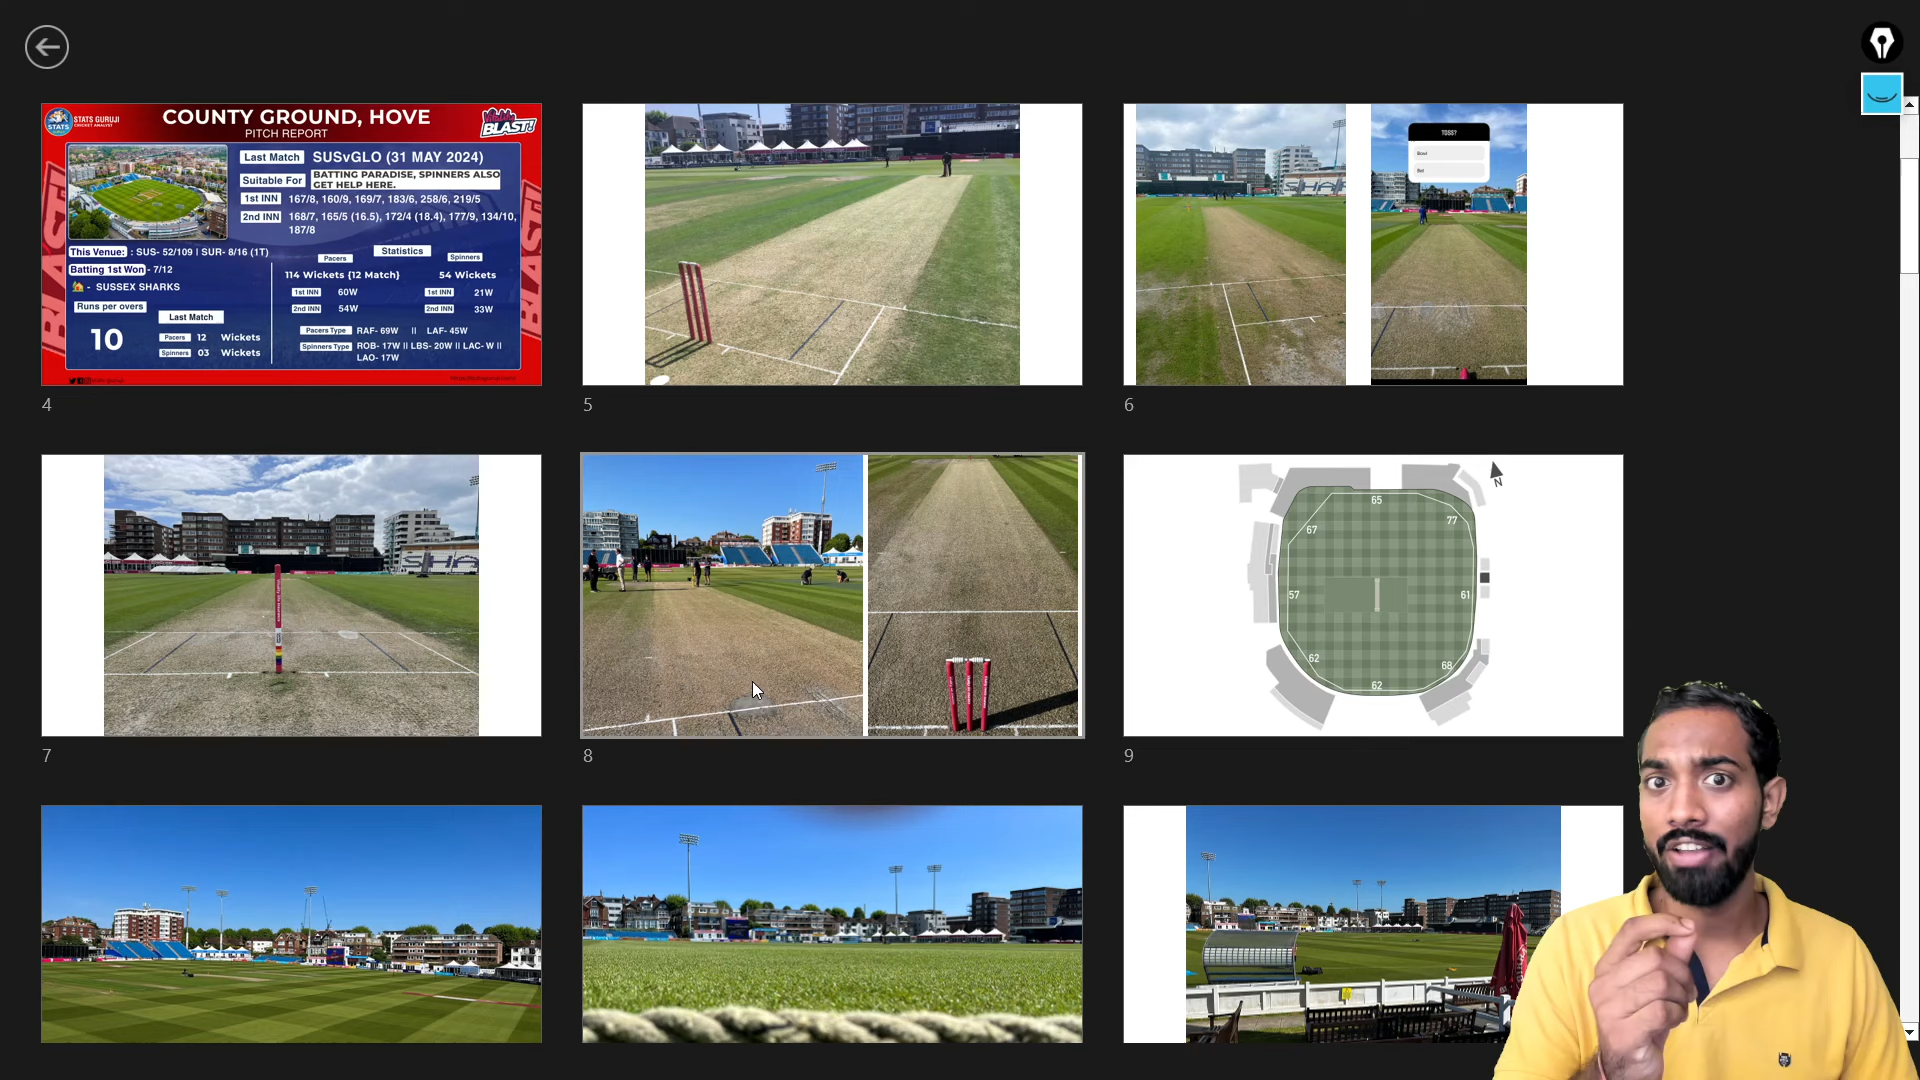 COUNTY GROUND, HOVE
PITCH REPORT
STATS GURUJI
CRICKET ANALYST
STATS
BLAST!
Last Match SUSvGLO (31 MAY 2024)
Suitable For BATTING PARADISE, SPINNERS ALSO
GET HELP HERE.
1st INN 167/8, 160/9, 169/7, 183/6, 258/6, 219/5
2nd INN 168/7, 165/5 (16.5), 172/4 (18.4), 177/9, 134/10,
187/8
This Venue: : SUS- 52/109 | SUR- 8/16 (1T)
Batting 1st Won - 7/12
- SUSSEX SHARKS
Runs per overs
10
Last Match
Pacers 12 Wickets
Spinners 03 Wickets
Statistics
Pacers
Spinners
114 Wickets {12 Match}
54 Wickets
1st INN 60W
1st INN 21W
2nd INN 54W
2nd INN 33W
Pacers Type RAF- 69W || LAF- 45W
Spinners Type ROB- 17W || LBS- 20W || LAC- W ||
LAO- 17W
4
5
TOSS?
Bowl
Bat
6
7
8
N
65
77
67
57
61
62
68
62
9